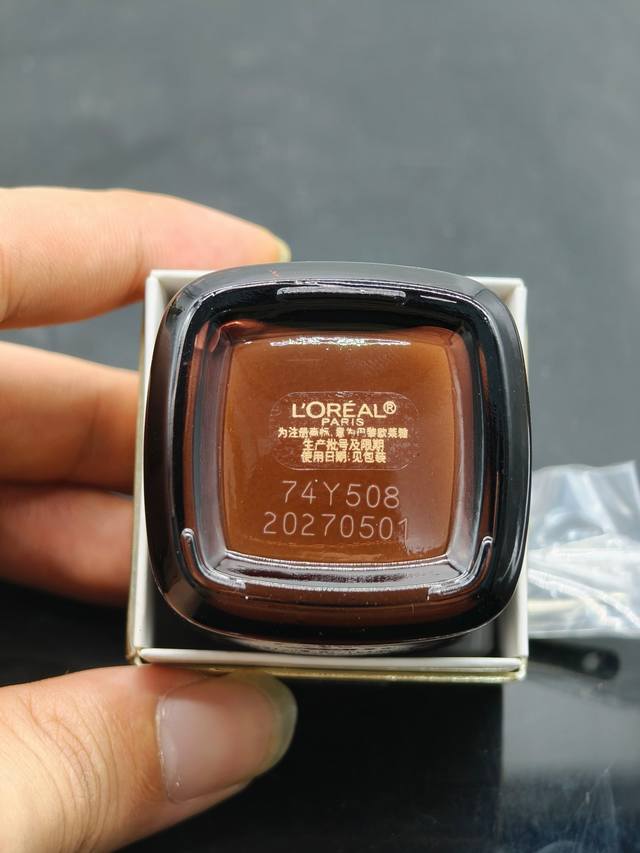 L'ORÉAL®
PARIS
为注册商标,意为巴黎欧莱雅
生产批号及限期
使用日期:见包装
74Y508
20270501